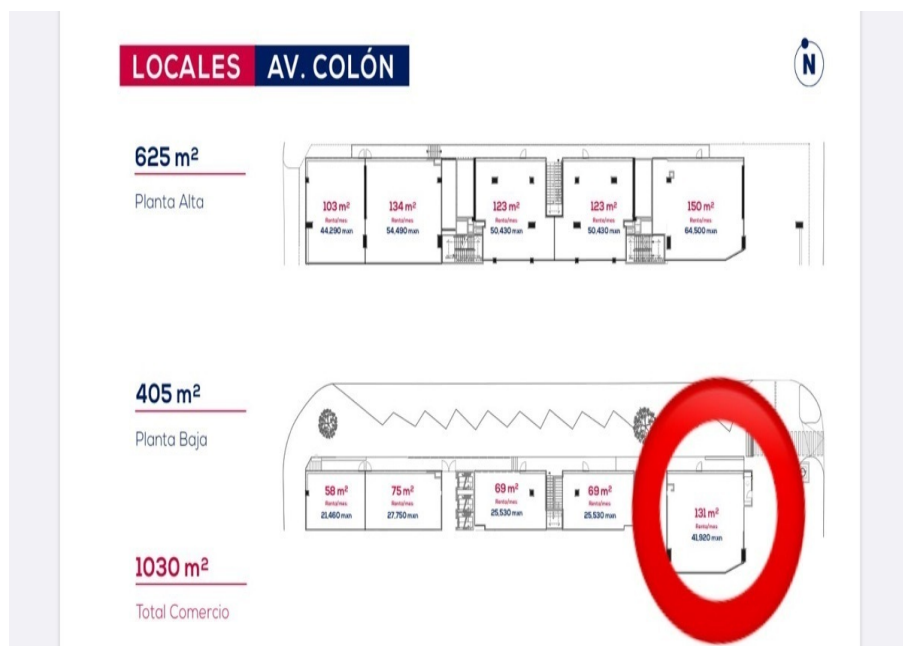 LOCALES AV. COLÓN
N
625 m²
Planta Alta
103 m²
Renta/mes
44,290 mxn
134 m²
Renta/mes
54,490 mxn
123 m²
Renta/mes
50,430 mxn
123 m²
Renta/mes
50,430 mxn
150 m²
Renta/mes
64,500 mxn
405 m²
Planta Baja
58 m²
Renta/mes
21,460 mxn
75 m²
Renta/mes
27,750 mxn
69 m²
Renta/mes
25,530 mxn
69 m²
Renta/mes
25,530 mxn
131 m²
Renta/mes
41,920 mxn
1030 m²
Total Comercio